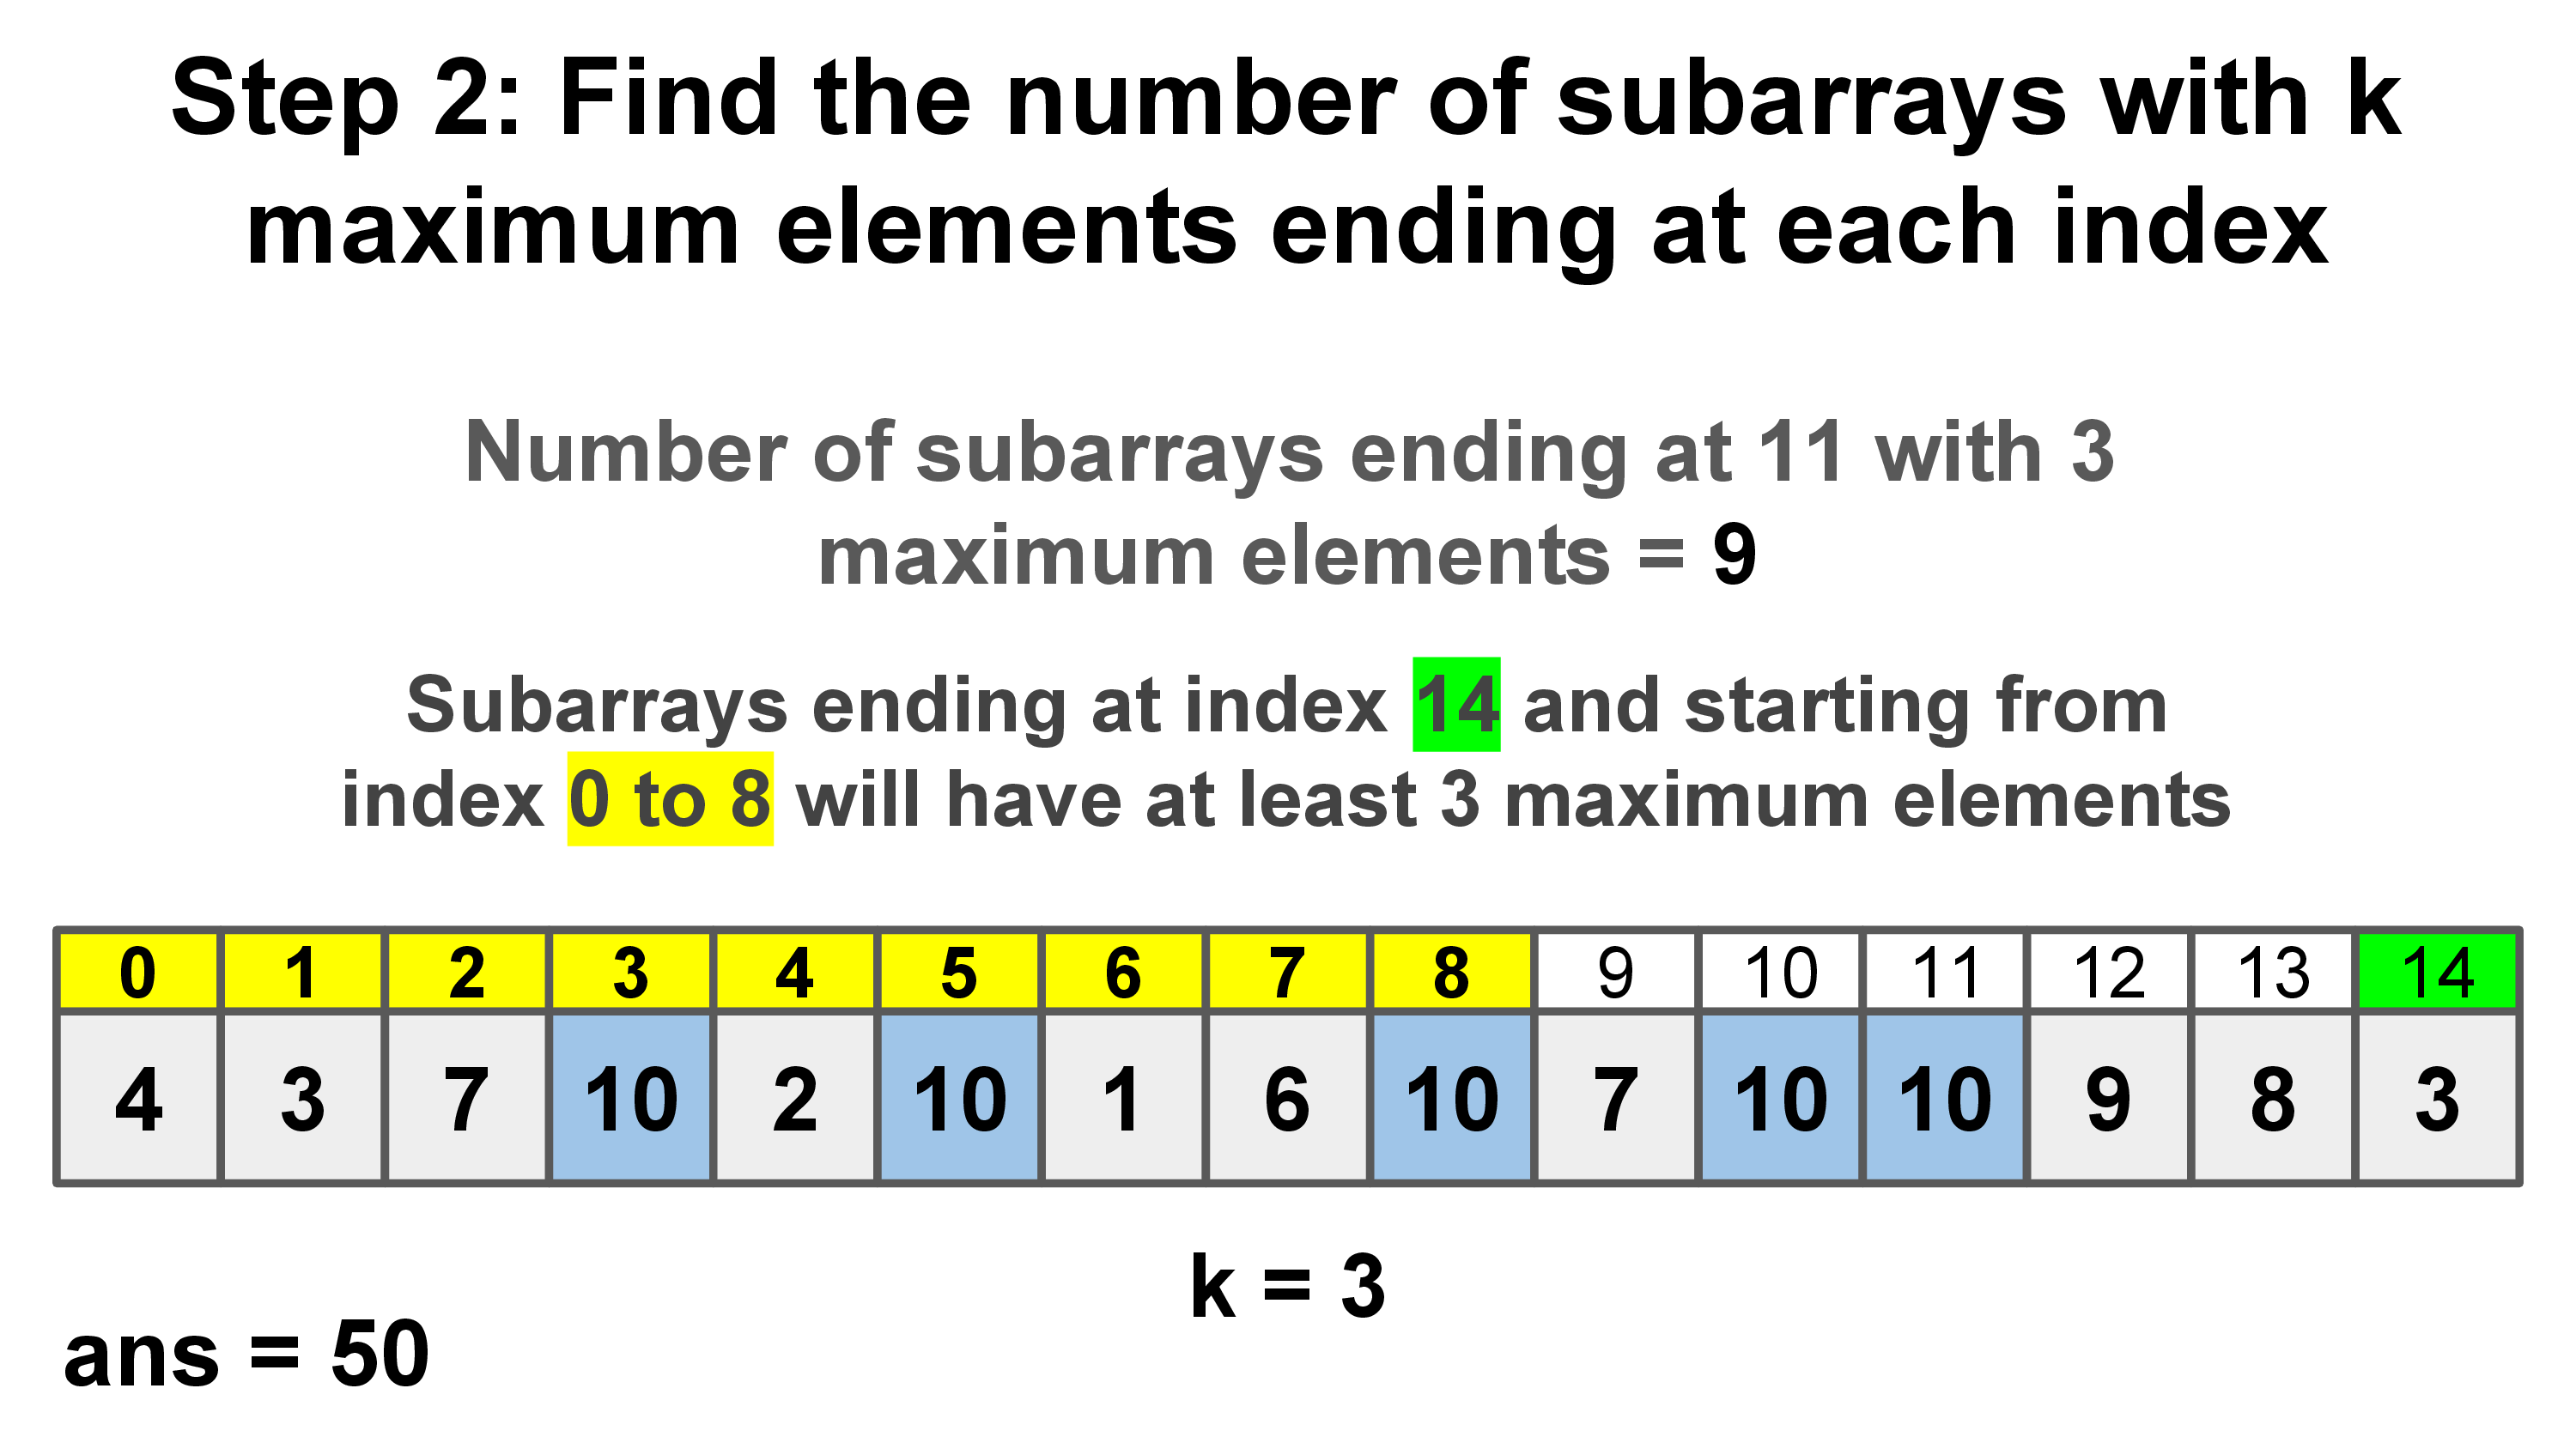 Step 2: Find the number of subarrays with k
maximum elements ending at each index
Number of subarrays ending at 11 with 3
maximum elements = 9
Subarrays ending at index 14 and starting from
index 0 to 8 will have at least 3 maximum elements
0 1 2 3 4 5 6 7 8 9 10 11 12 13 14
4 3 7 10 2 10 1 6 10 7 10 10 9 8 3
k = 3
ans = 50